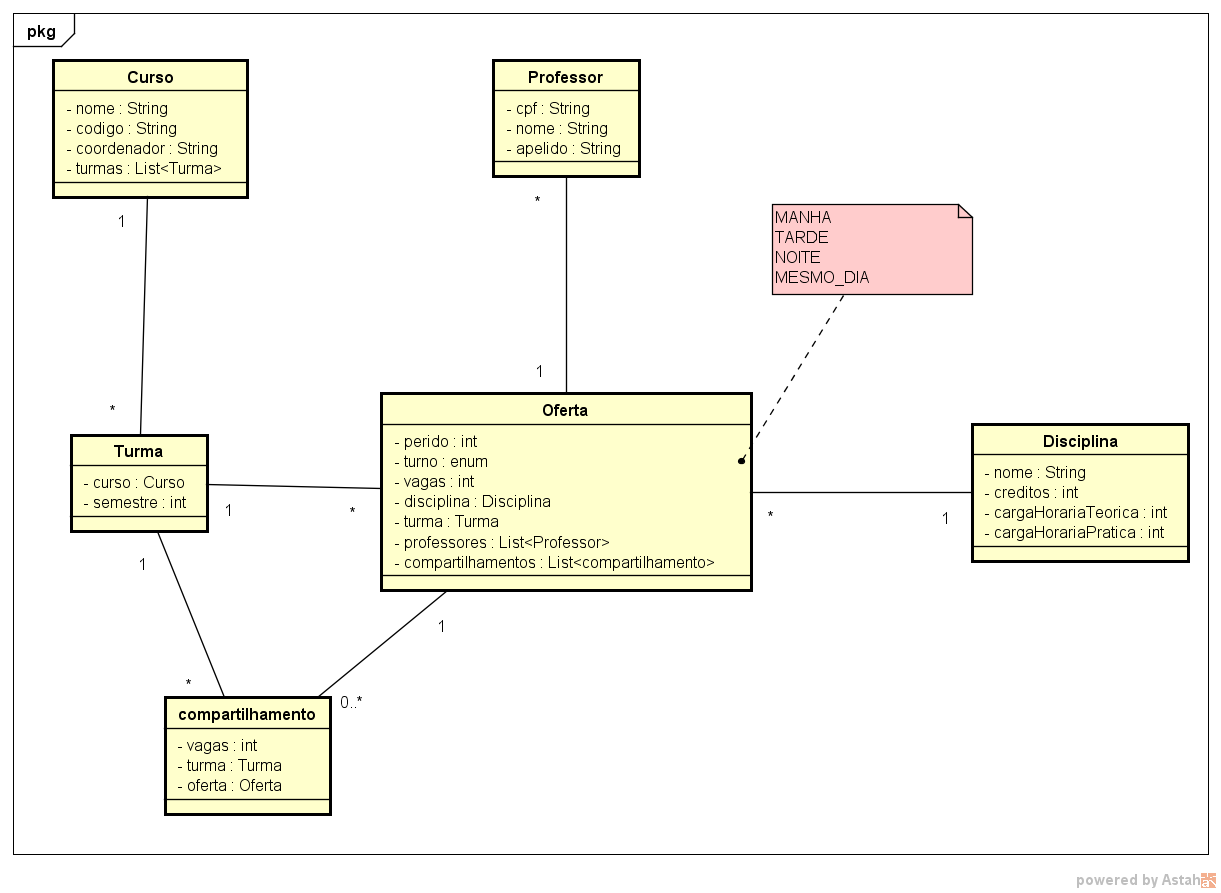 pkg
Curso
- nome : String
- codigo : String
- coordenador : String
- turmas : List<Turma>
Professor
- cpf : String
- nome : String
- apelido : String
1
*
MANHA
TARDE
NOITE
MESMO_DIA
*
1
Turma
- curso : Curso
- semestre : int
Oferta
- perido : int
- turno : enum
- vagas : int
- disciplina : Disciplina
- turma : Turma
- professores : List<Professor>
- compartilhamentos : List<compartilhamento>
Disciplina
- nome : String
- creditos : int
- cargaHorariaTeorica : int
- cargaHorariaPratica : int
1
*
*
1
1
1
*
0..*
compartilhamento
- vagas : int
- turma : Turma
- oferta : Oferta
powered by Astah